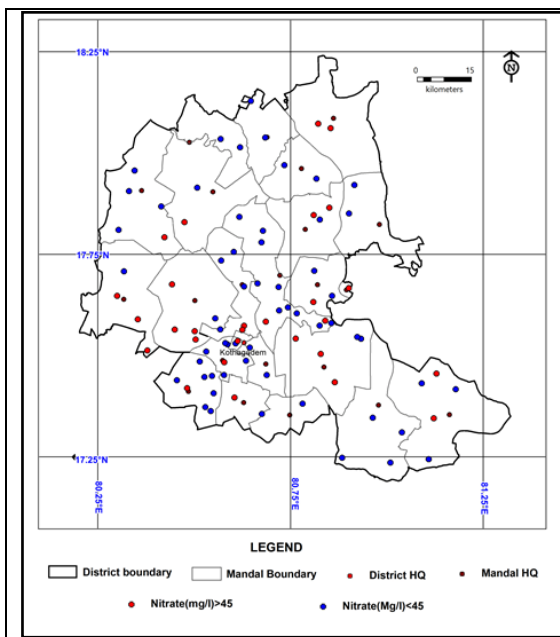 18:25°N
0 15
kilometers
N
17:75°N
Kothagudem
17:25°N
80:25°E
80:75°E
81:25°E
LEGEND
District boundary Mandal Boundary District HQ Mandal HQ
Nitrate(mg/l)>45 Nitrate(Mg/l)<45